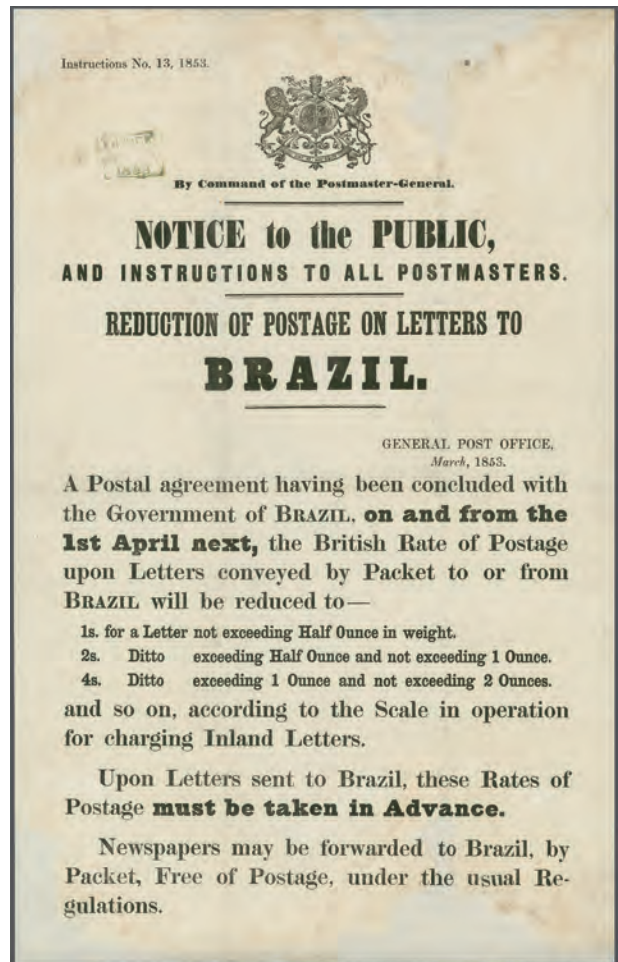 Instructions No. 13, 1853.
By Command of the Postmaster-General.
NOTICE to the PUBLIC,
AND INSTRUCTIONS TO ALL POSTMASTERS.
REDUCTION OF POSTAGE ON LETTERS TO
BRAZIL.
GENERAL POST OFFICE,
March, 1853.
A Postal agreement having been concluded with
the Government of BRAZIL, on and from the
1st April next, the British Rate of Postage
upon Letters conveyed by Packet to or from
BRAZIL will be reduced to—
1s. for a Letter not exceeding Half Ounce in weight.
2s. Ditto exceeding Half Ounce and not exceeding 1 Ounce.
4s. Ditto exceeding 1 Ounce and not exceeding 2 Ounces.
and so on, according to the Scale in operation
for charging Inland Letters.
Upon Letters sent to Brazil, these Rates of
Postage must be taken in Advance.
Newspapers may be forwarded to Brazil, by
Packet, Free of Postage, under the usual Re-
gulations.